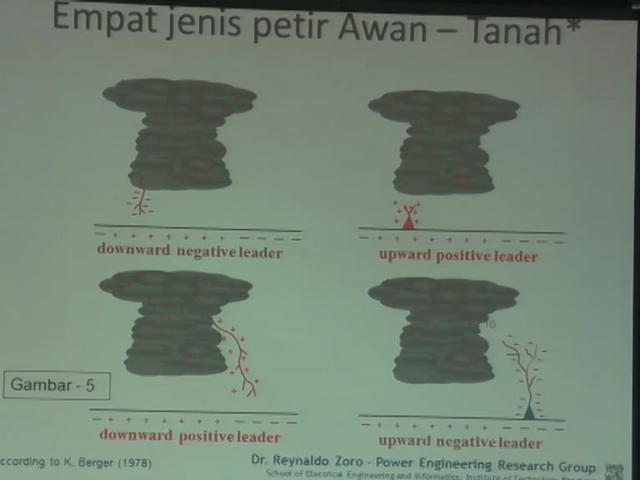 Empat jenis petir Awan – Tanah*
downward negative leader
upward positive leader
Gambar - 5
downward positive leader
upward negative leader
ccording to K. Berger (1978)
Dr. Reynaldo Zoro - Power Engineering Research Group
School of Electrical Engineering and Informatics, Institute of Technology